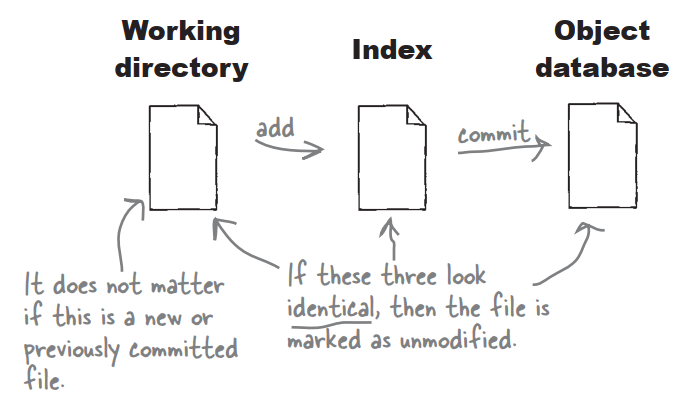 Working
directory
Index
Object
database
add
commit
It does not matter
if this is a new or
previously committed
file.
If these three look
identical, then the file is
marked as unmodified.